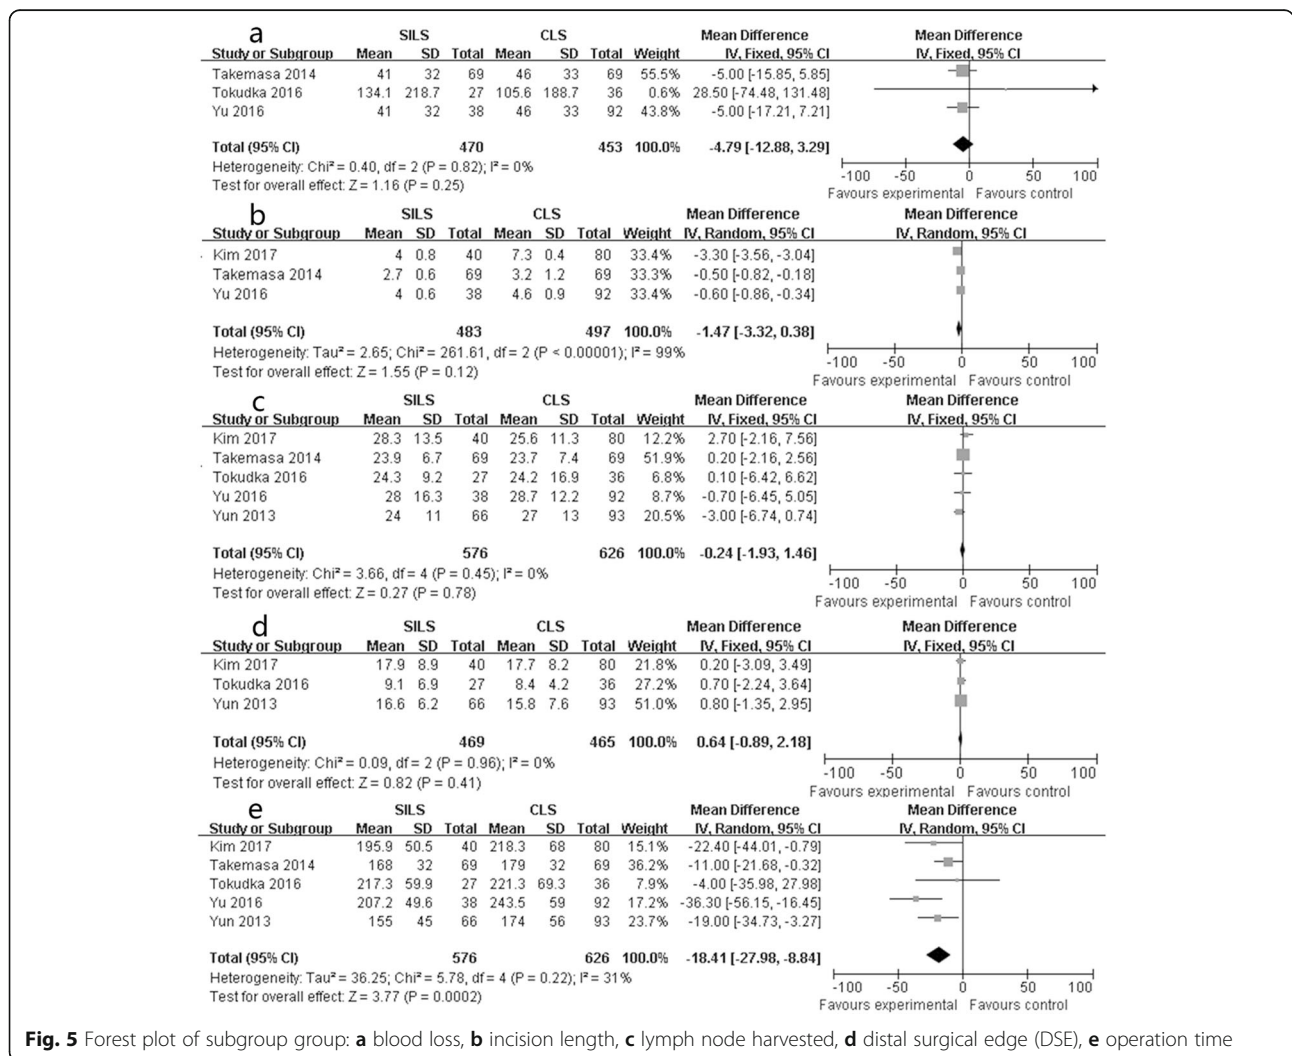 a
SILS CLS Mean Difference Mean Difference
Study or Subgroup Mean SD Total Mean SD Total Weight IV, Fixed, 95% CI IV, Fixed, 95% CI
Takemasa 2014 41 32 69 46 33 69 55.5% -5.00 [-15.85, 5.85]
Tokudka 2016 134.1 218.7 27 105.6 188.7 36 0.6% 28.50 [-74.48, 131.48]
Yu 2016 41 32 38 46 33 92 43.8% -5.00 [-17.21, 7.21]
Total (95% CI) 470 453 100.0% -4.79 [-12.88, 3.29]
Heterogeneity: Chi² = 0.40, df = 2 (P = 0.82); I² = 0%
Test for overall effect: Z = 1.16 (P = 0.25)
-100 -50 0 50 100
Favours experimental Favours control
b
SILS CLS Mean Difference Mean Difference
Study or Subgroup Mean SD Total Mean SD Total Weight IV, Random, 95% CI IV, Random, 95% CI
Kim 2017 4 0.8 40 7.3 0.4 80 33.4% -3.30 [-3.56, -3.04]
Takemasa 2014 2.7 0.6 69 3.2 1.2 69 33.3% -0.50 [-0.82, -0.18]
Yu 2016 4 0.6 38 4.6 0.9 92 33.4% -0.60 [-0.86, -0.34]
Total (95% CI) 483 497 100.0% -1.47 [-3.32, 0.38]
Heterogeneity: Tau² = 2.65; Chi² = 261.61, df = 2 (P < 0.00001); I² = 99%
Test for overall effect: Z = 1.55 (P = 0.12)
-100 -50 0 50 100
Favours experimental Favours control
c
SILS CLS Mean Difference Mean Difference
Study or Subgroup Mean SD Total Mean SD Total Weight IV, Fixed, 95% CI IV, Fixed, 95% CI
Kim 2017 28.3 13.5 40 25.6 11.3 80 12.2% 2.70 [-2.16, 7.56]
Takemasa 2014 23.9 6.7 69 23.7 7.4 69 51.9% 0.20 [-2.16, 2.56]
Tokudka 2016 24.3 9.2 27 24.2 16.9 36 6.8% 0.10 [-6.42, 6.62]
Yu 2016 28 16.3 38 28.7 12.2 92 8.7% -0.70 [-6.45, 5.05]
Yun 2013 24 11 66 27 13 93 20.5% -3.00 [-6.74, 0.74]
Total (95% CI) 576 626 100.0% -0.24 [-1.93, 1.46]
Heterogeneity: Chi² = 3.66, df = 4 (P = 0.45); I² = 0%
Test for overall effect: Z = 0.27 (P = 0.78)
-100 -50 0 50 100
Favours experimental Favours control
d
SILS CLS Mean Difference Mean Difference
Study or Subgroup Mean SD Total Mean SD Total Weight IV, Fixed, 95% CI IV, Fixed, 95% CI
Kim 2017 17.9 8.9 40 17.7 8.2 80 21.8% 0.20 [-3.09, 3.49]
Tokudka 2016 9.1 6.9 27 8.4 4.2 36 27.2% 0.70 [-2.24, 3.64]
Yun 2013 16.6 6.2 66 15.8 7.6 93 51.0% 0.80 [-1.35, 2.95]
Total (95% CI) 469 465 100.0% 0.64 [-0.89, 2.18]
Heterogeneity: Chi² = 0.09, df = 2 (P = 0.96); I² = 0%
Test for overall effect: Z = 0.82 (P = 0.41)
-100 -50 0 50 100
Favours experimental Favours control
e
SILS CLS Mean Difference Mean Difference
Study or Subgroup Mean SD Total Mean SD Total Weight IV, Random, 95% CI IV, Random, 95% CI
Kim 2017 195.9 50.5 40 218.3 68 80 15.1% -22.40 [-44.01, -0.79]
Takemasa 2014 168 32 69 179 32 69 36.2% -11.00 [-21.68, -0.32]
Tokudka 2016 217.3 59.9 27 221.3 69.3 36 7.9% -4.00 [-35.98, 27.98]
Yu 2016 207.2 49.6 38 243.5 59 92 17.2% -36.30 [-56.15, -16.45]
Yun 2013 155 45 66 174 56 93 23.7% -19.00 [-34.73, -3.27]
Total (95% CI) 576 626 100.0% -18.41 [-27.98, -8.84]
Heterogeneity: Tau² = 36.25; Chi² = 5.78, df = 4 (P = 0.22); I² = 31%
Test for overall effect: Z = 3.77 (P = 0.0002)
-100 -50 0 50 100
Favours experimental Favours control
Fig. 5 Forest plot of subgroup group: a blood loss, b incision length, c lymph node harvested, d distal surgical edge (DSE), e operation time